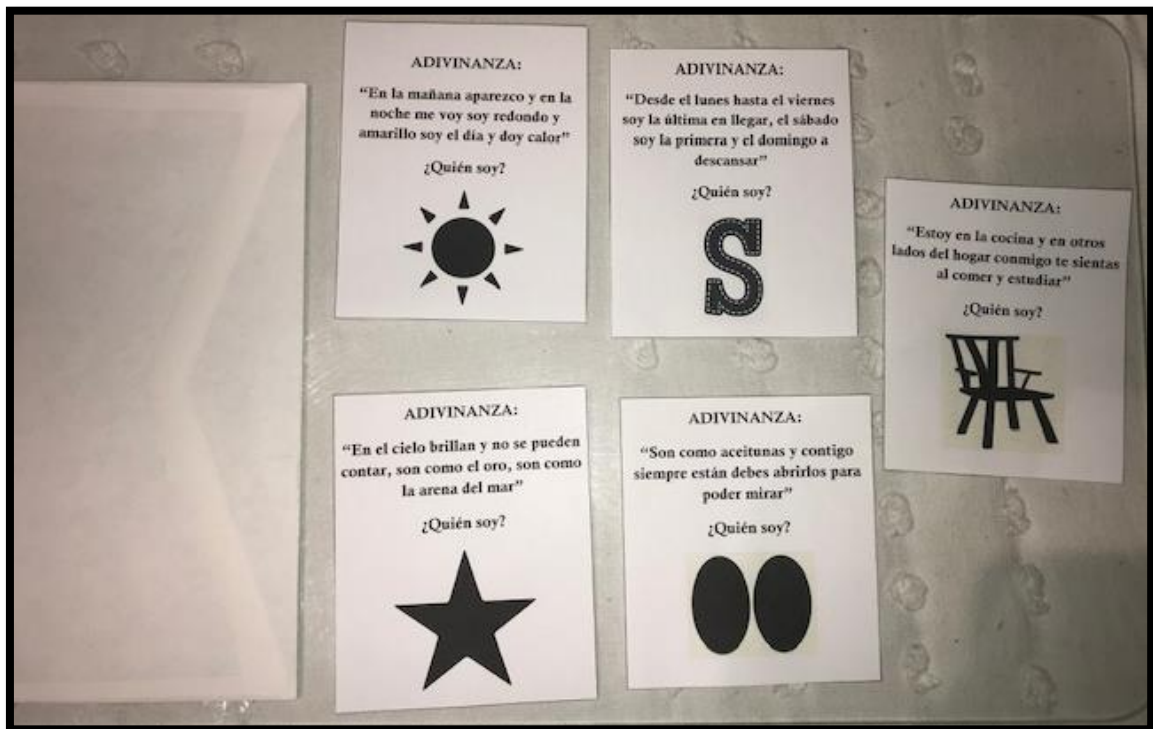 ADIVINANZA:
“En la mañana aparezco y en la
noche me voy soy redondo y
amarillo soy el día y doy calor”
¿Quién soy?
ADIVINANZA:
“Desde el lunes hasta el viernes
soy la última en llegar, el sábado
soy la primera y el domingo a
descansar”
¿Quién soy?
S
ADIVINANZA:
“Estoy en la cocina y en otros
lados del hogar conmigo te sientas
al comer y estudiar”
¿Quién soy?
ADIVINANZA:
“En el cielo brillan y no se pueden
contar, son como el oro, son como
la arena del mar”
¿Quién soy?
ADIVINANZA:
“Son como aceitunas y contigo
siempre están debes abrirlos para
poder mirar”
¿Quién soy?